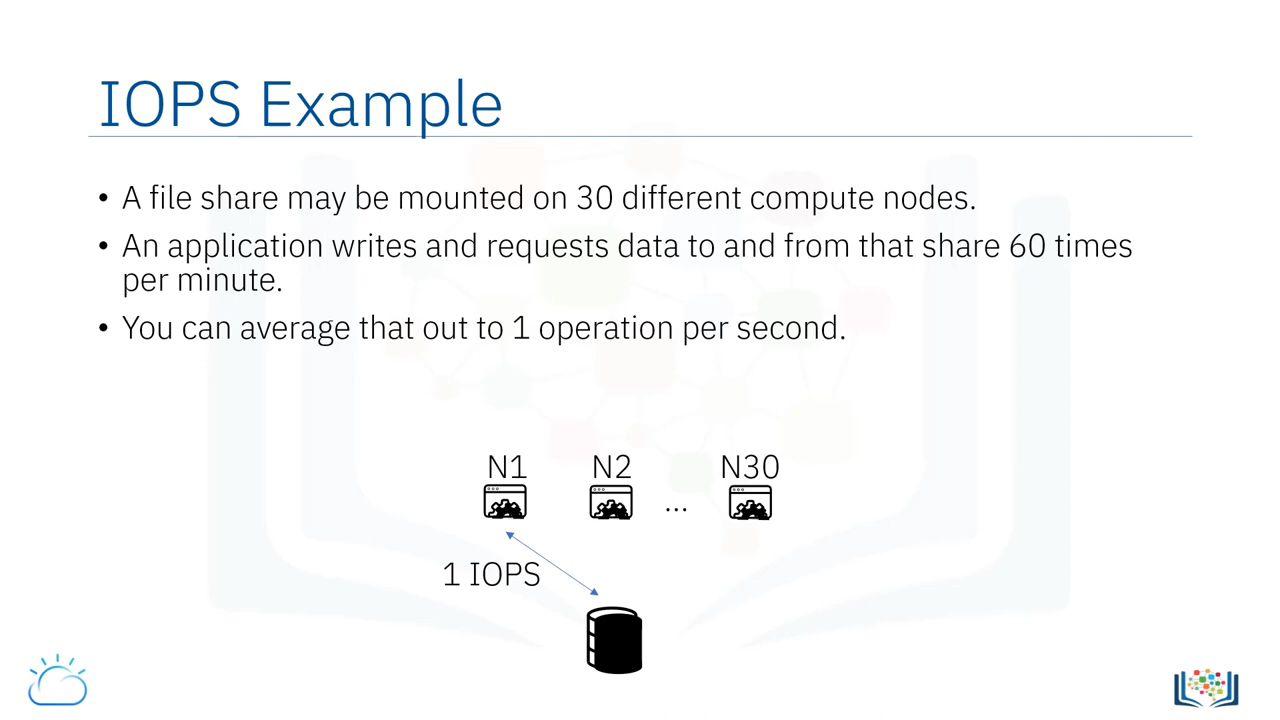 IOPS Example
• A file share may be mounted on 30 different compute nodes.
• An application writes and requests data to and from that share 60 times
per minute.
• You can average that out to 1 operation per second.
N1 N2 ... N30
1 IOPS